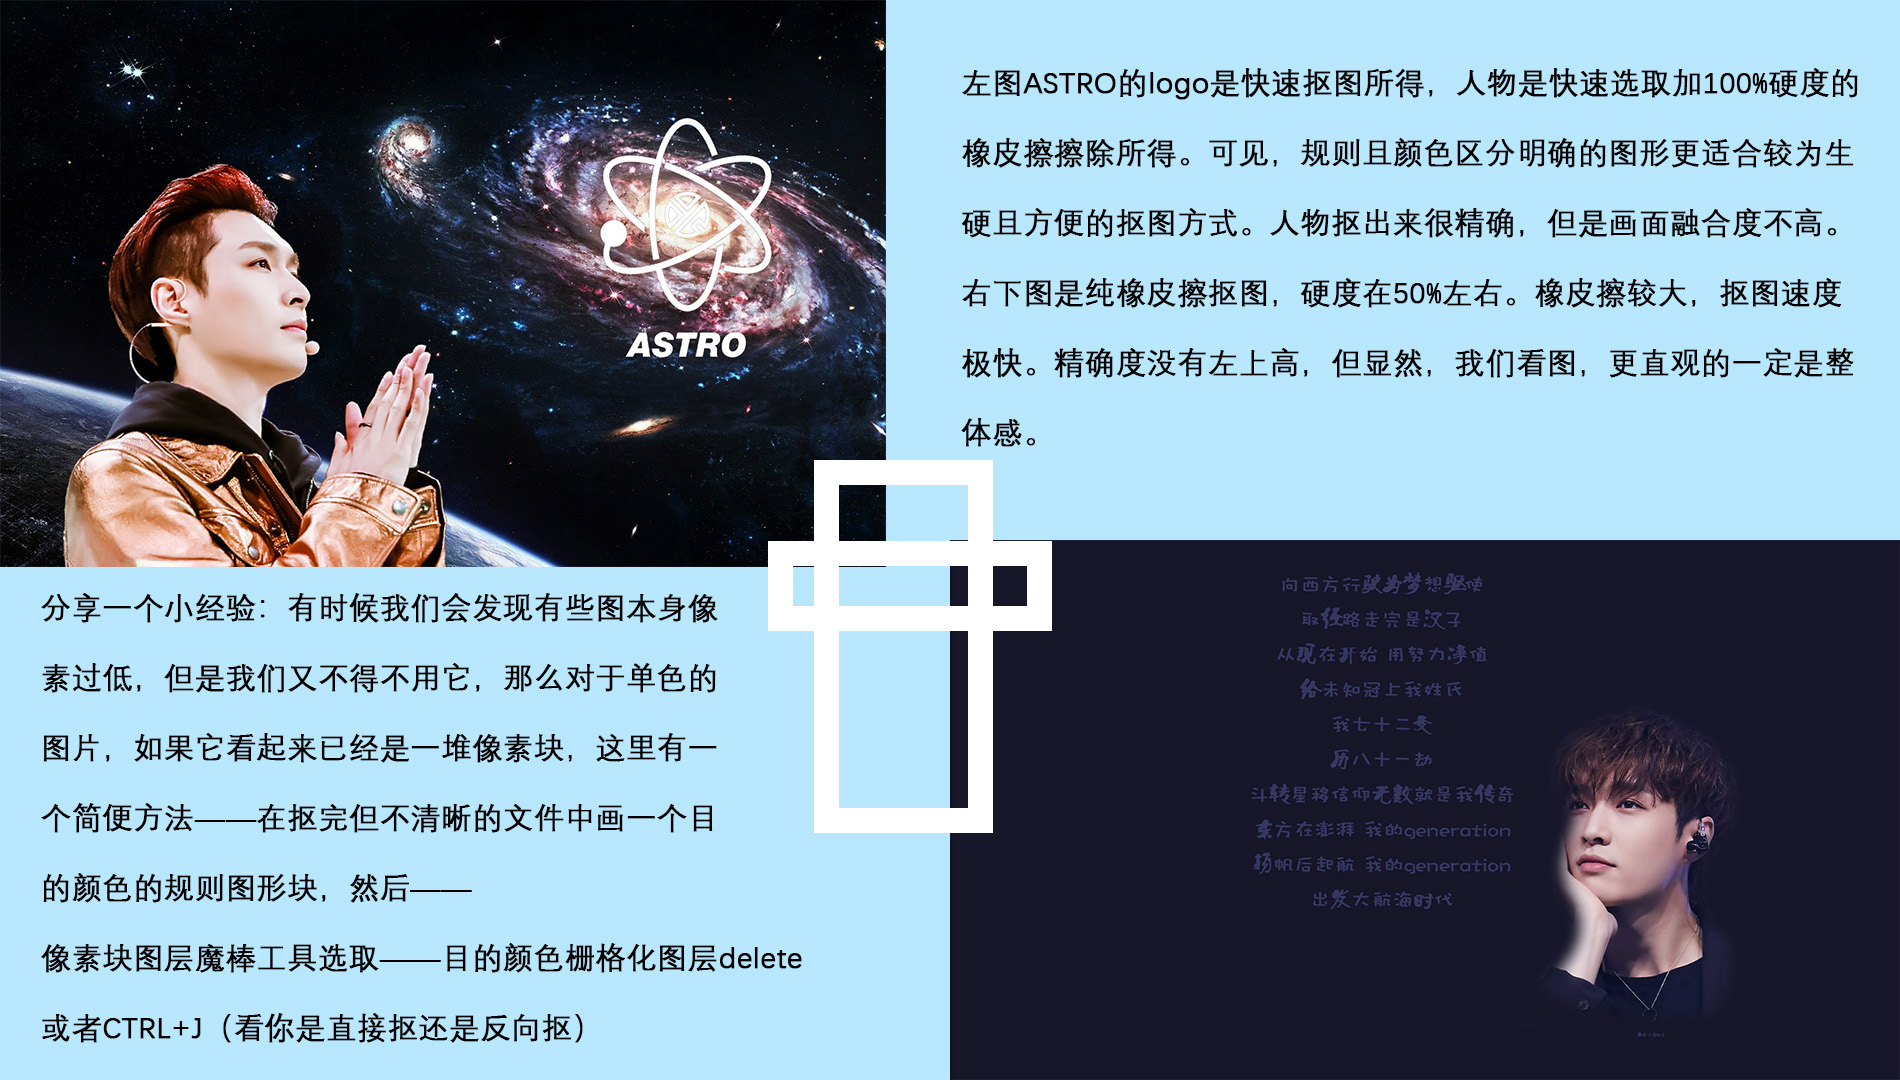 左图ASTRO的logo是快速抠图所得，人物是快速选取加100%硬度的
橡皮擦擦除所得。可见，规则且颜色区分明确的图形更适合较为生
硬且方便的抠图方式。人物抠出来很精确，但是画面融合度不高。
右下图是纯橡皮擦抠图，硬度在50%左右。橡皮擦较大，抠图速度
极快。精确度没有左上高，但显然，我们看图，更直观的一定是整
体感。
ASTRO
分享一个小经验：有时候我们会发现有些图本身像
素过低，但是我们又不得不用它，那么对于单色的
图片，如果它看起来已经是一堆像素块，这里有一
个简便方法——在抠完但不清晰的文件中画一个目
的颜色的规则图形块，然后——
像素块图层魔棒工具选取——目的颜色栅格化图层delete
或者CTRL+J（看你是直接抠还是反向抠）
向西方行驶为梦想驱使
取经路走完是汉子
从现在开始 用努力净值
给未知冠上我姓氏
我七十二变
历八十一劫
斗转星移信仰无数就是我传奇
东方在澎湃 我的generation
扬帆后起航 我的generation
出发大航海时代